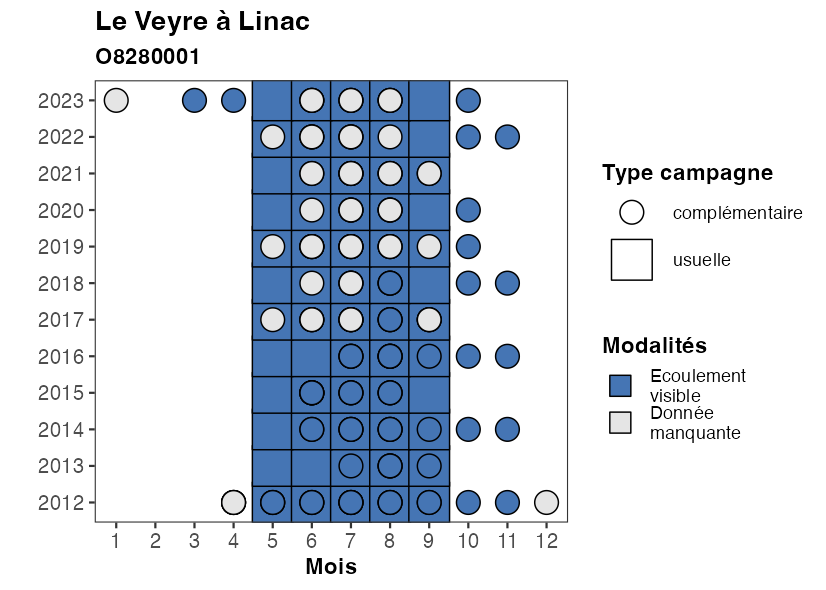 Le Veyre à Linac
O8280001
2023
2022
2021
2020
2019
2018
2017
2016
2015
2014
2013
2012
1 2 3 4 5 6 7 8 9 10 11 12
Mois
Type campagne
complémentaire
usuelle
Modalités
Ecoulement
visible
Donnée
manquante